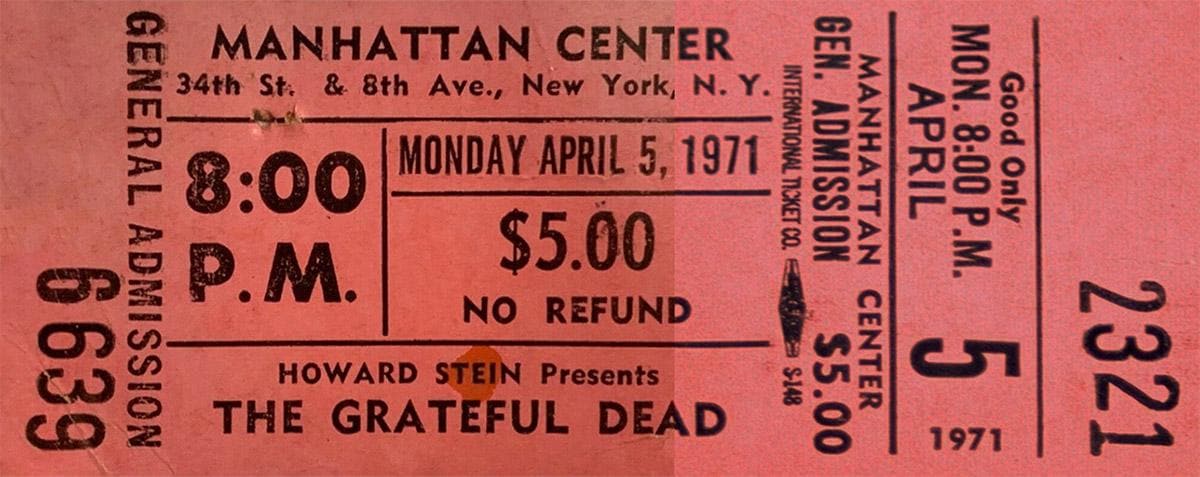 6639
GENERAL ADMISSION
MANHATTAN CENTER
34th St. & 8th Ave., New York, N. Y.
8:00
P.M.
MONDAY APRIL 5, 1971
$5.00
NO REFUND
HOWARD STEIN Presents
THE GRATEFUL DEAD
INTERNATIONAL TICKET CO. S148
GEN. ADMISSION $5.00
MANHATTAN CENTER
Good Only
MON. 8:00 P.M.
APRIL
5
1971
2321